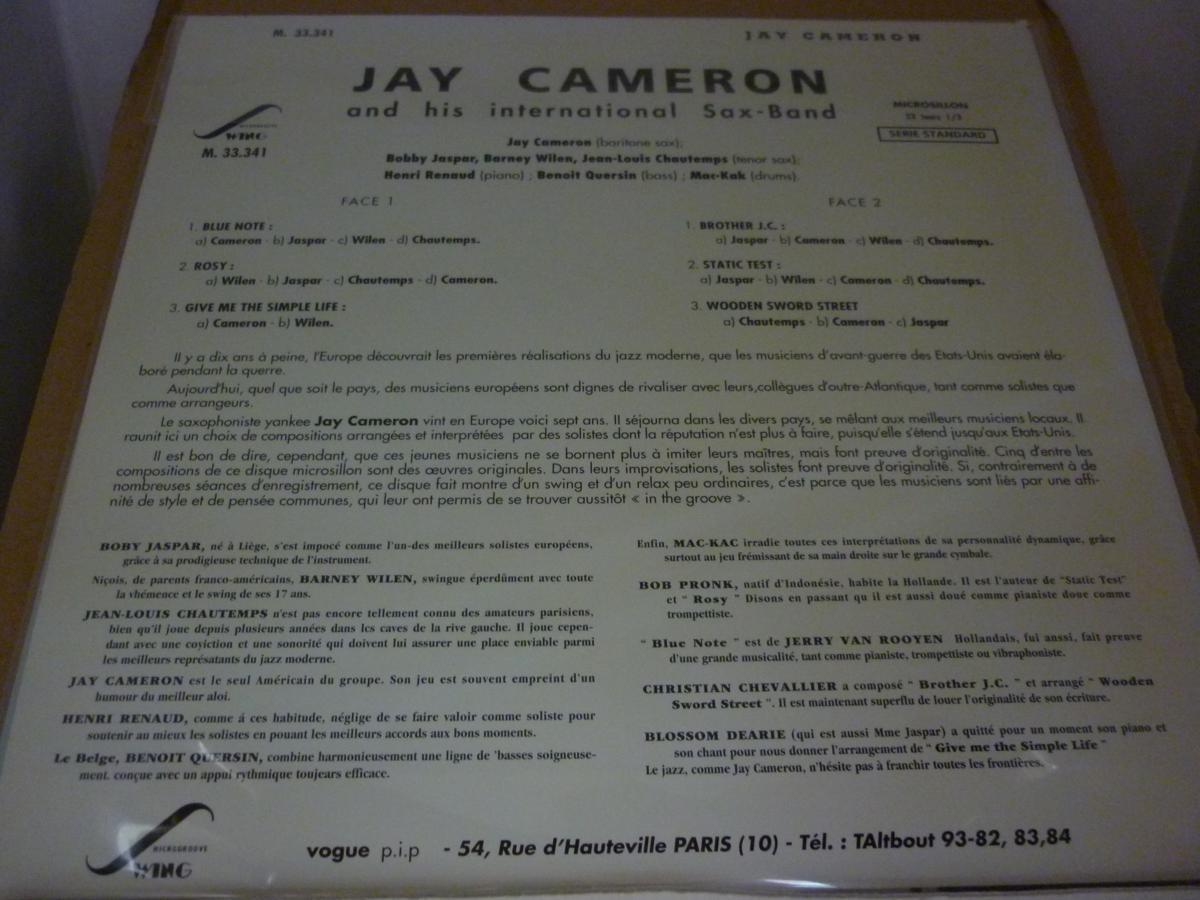 M. 33.341
JAY CAMERON
JAY CAMERON
and his international Sax-Band
MICROSILLON
33 tours 1/3
SERIE STANDARD
MICROGROOVE
WING
M. 33.341
Jay Cameron (baritone sax);
Bobby Jaspar, Barney Wilen, Jean-Louis Chautemps (tenor sax);
Henri Renaud (piano) ; Benoit Quersin (bass) ; Mac-Kak (drums).
FACE 1
1. BLUE NOTE :
a) Cameron - b) Jaspar - c) Wilen - d) Chautemps.
2. ROSY :
a) Wilen - b) Jaspar - c) Chautemps - d) Cameron.
3. GIVE ME THE SIMPLE LIFE :
a) Cameron - b) Wilen.
FACE 2
1. BROTHER J.C. :
a) Jaspar - b) Cameron - c) Wilen - d) Chautemps.
2. STATIC TEST :
a) Jaspar - b) Wilen - c) Cameron - d) Chautemps.
3. WOODEN SWORD STREET
a) Chautemps - b) Cameron - c) Jaspar
Il y a dix ans à peine, l'Europe découvrait les premières réalisations du jazz moderne, que les musiciens d'avant-guerre des Etats-Unis avaient éla-
boré pendant la querre.
Aujourd'hui, quel que soit le pays, des musiciens européens sont dignes de rivaliser avec leurs,collègues d'outre-Atlantique, tant comme solistes que
comme arrangeurs.
Le saxophoniste yankee Jay Cameron vint en Europe voici sept ans. Il séjourna dans les divers pays, se mêlant aux meilleurs musiciens locaux. Il
raunit ici un choix de compositions arrangées et interprétées par des solistes dont la réputation n'est plus à faire, puisqu'elle s'étend jusqu'aux Etats-Unis.
Il est bon de dire, cependant, que ces jeunes musiciens ne se bornent plus à imiter leurs maîtres, mais font preuve d'originalité. Cinq d'entre les
compositions de ce disque microsillon sont des œuvres originales. Dans leurs improvisations, les solistes font preuve d'originalité. Si, contrairement à de
nombreuses séances d'enregistrement, ce disque fait montre d'un swing et d'un relax peu ordinaires, c'est parce que les musiciens sont liés par une affi-
nité de style et de pensée communes, qui leur ont permis de se trouver aussitôt « in the groove ».
BOBY JASPAR, né à Liège, s'est impocé comme l'un-des meilleurs solistes européens,
grâce à sa prodigieuse technique de l'instrument.
Niçois, de parents franco-américains, BARNEY WILEN, swingue éperdûment avec toute
la vhémence et le swing de ses 17 ans.
JEAN-LOUIS CHAUTEMPS n'est pas encore tellement connu des amateurs parisiens,
bien qu'il joue depuis plusieurs années dans lcs caves de la rive gauche. Il joue cepen-
dant avec une coyiction et une sonorité qui doivent lui assurer une place enviable parmi
les meilleurs représatants du jazz moderne.
JAY CAMERON est le seul Américain du groupe. Son jeu est souvent empreint d'un
humour du meilleur aloi.
HENRI RENAUD, comme á ces habitude, néglige de se faire valoir comme soliste pour
soutenir au mieux les solistes en pouant les meilleurs accords aux bons moments.
Le Belge, BENOIT QUERSIN, combine harmonieusement une ligne de 'basses soigneuse-
ment. conçue avec un appui rythmique toujears efficace.
Enfin, MAC-KAC irradie toutes ces interprétations de sa personnalité dynamique, grâce
surtout au jeu frémissant de sa main droite sur le grande cymbale.
BOB PRONK, natif d'Indonésie, habite la Hollande. Il est l'auteur de "Static Test"
et " Rosy " Disons en passant qu il est aussi doué comme pianiste doue comme
trompettiste.
" Blue Note " est de JERRY VAN ROOYEN Hollandais, fui anssi, fait preuve
d'une grande musicalité, tant comme pianiste, trompettiste ou vibraphoniste.
CHRISTIAN CHEVALLIER a composé " Brother J.C. " et arrangé " Wooden
Sword Street ". Il est maintenant superflu de louer l'originalité de son écriture.
BLOSSOM DEARIE (qui est aussi Mme Jaspar) a quitté pour un moment son piano et
son chant pour nous donner l'arrangement de " Give me the Simple Life "
Le jazz, comme Jay Cameron, n'hésite pas à franchir toutes les frontières.
MICROGROOVE
WING
vogue p.i.p - 54, Rue d'Hauteville PARIS (10) - Tél. : TAltbout 93-82, 83,84